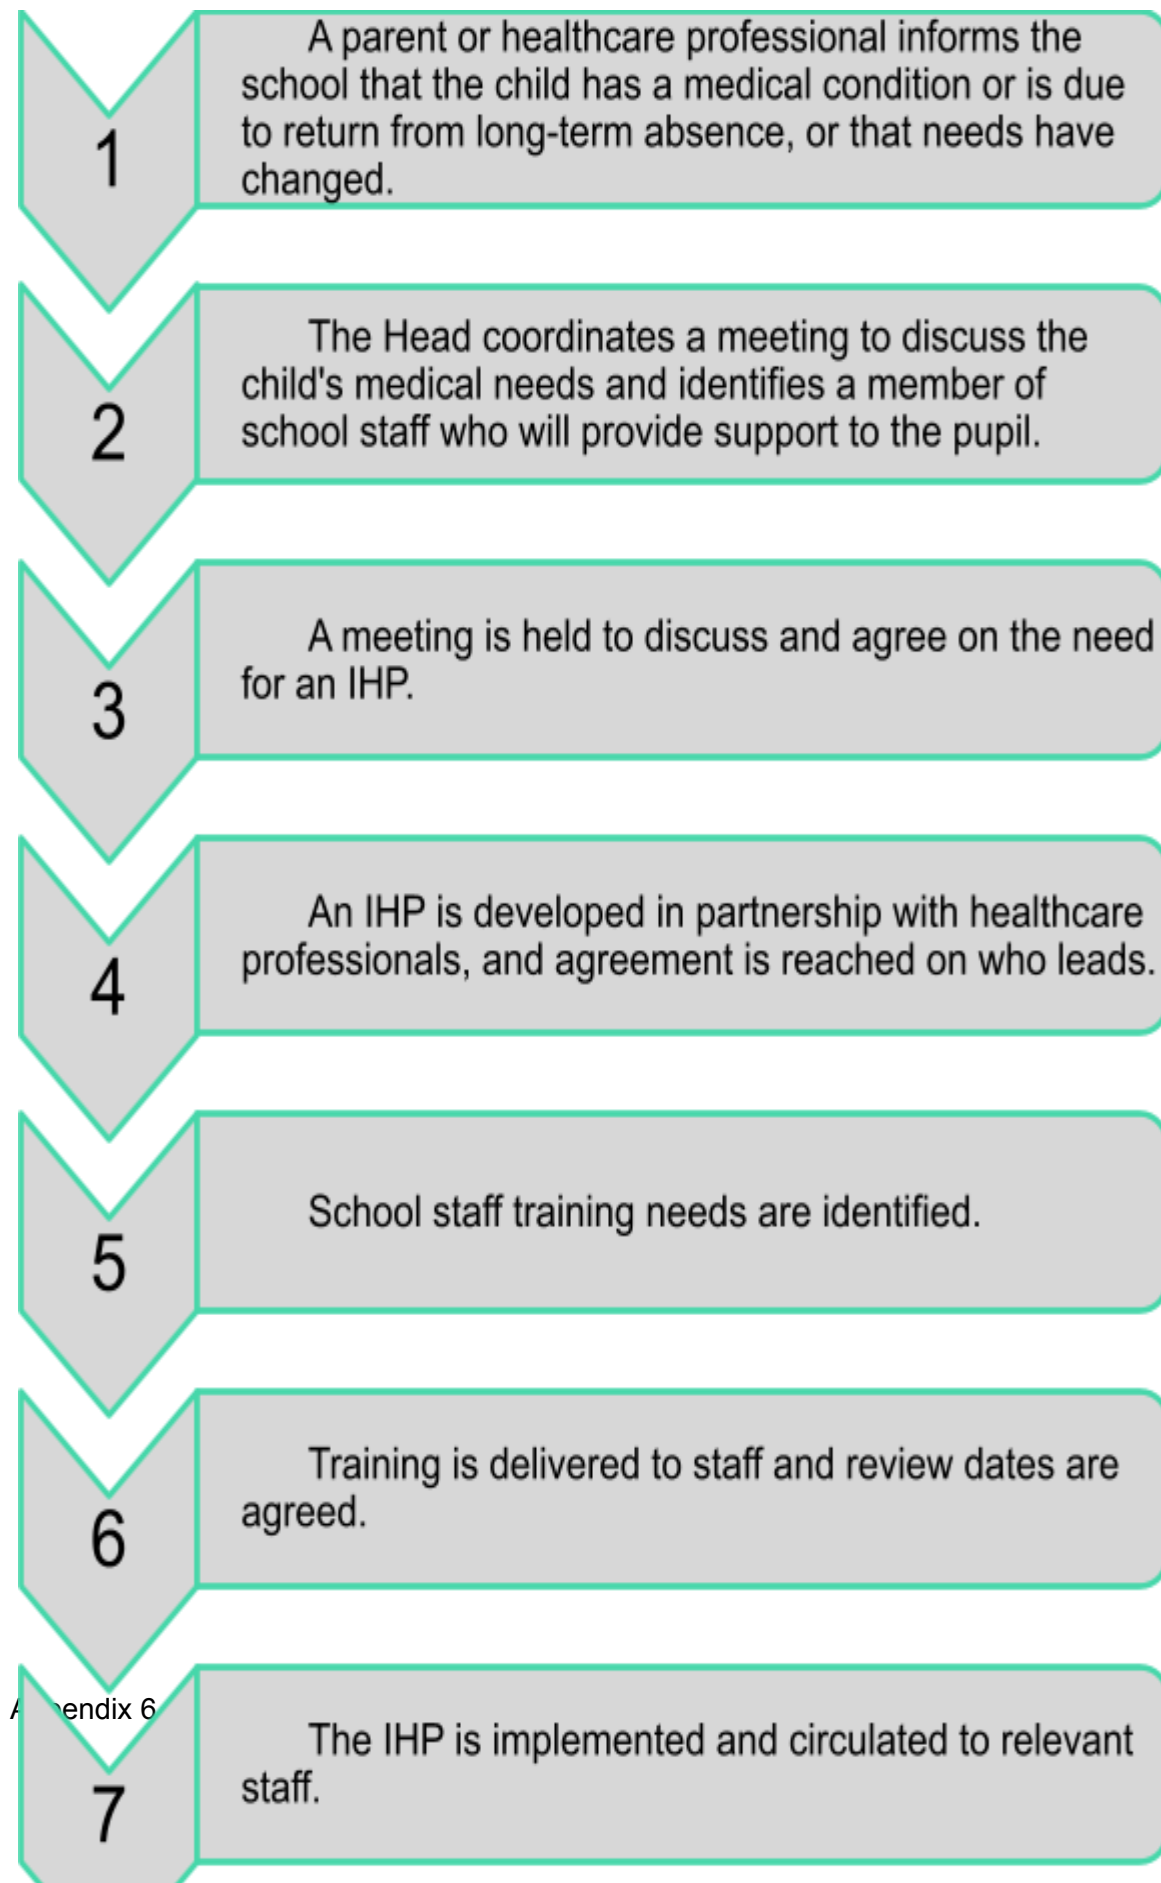 A parent or healthcare professional informs the
school that the child has a medical condition or is due
to return from long-term absence, or that needs have
changed.
1
The Head coordinates a meeting to discuss the
child's medical needs and identifies a member of
school staff who will provide support to the pupil.
2
A meeting is held to discuss and agree on the need
for an IHP.
3
An IHP is developed in partnership with healthcare
professionals, and agreement is reached on who leads.
4
School staff training needs are identified.
5
Training is delivered to staff and review dates are
agreed.
6
Appendix 6
The IHP is implemented and circulated to relevant
staff.
7